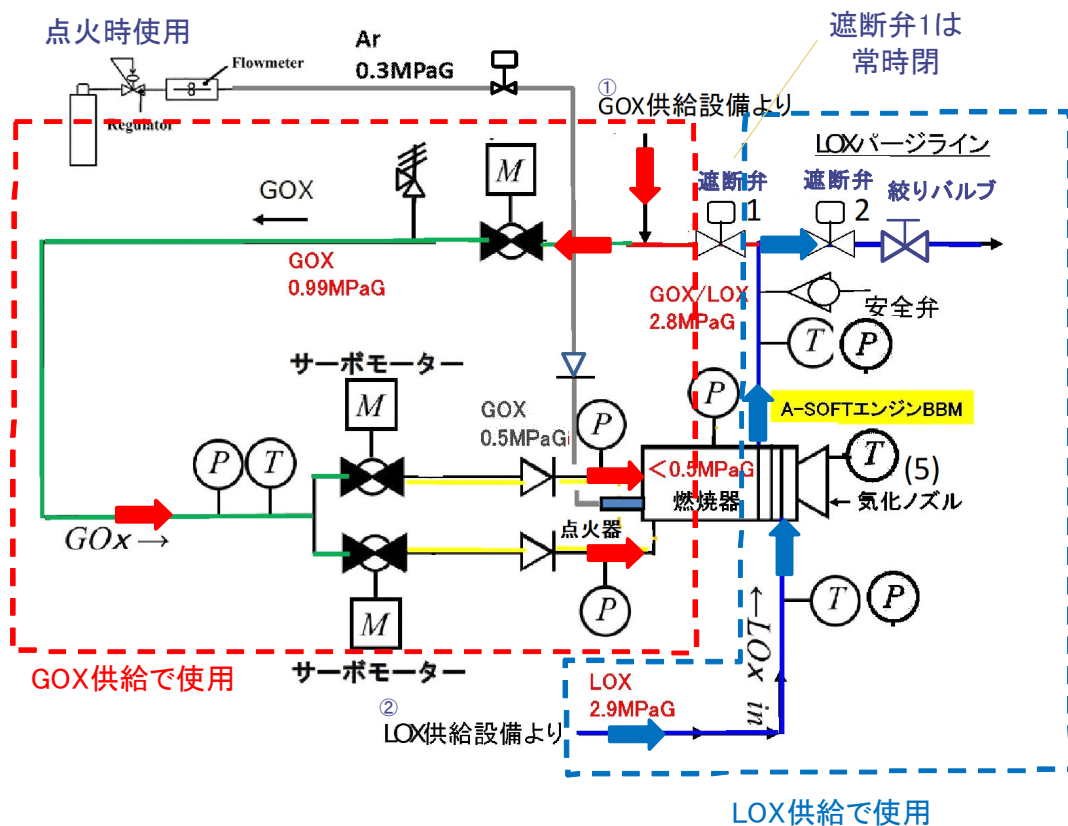 点火時使用
Ar
0.3MPaG
Flowmeter
Regulator
遮断弁1は
常時閉
①
GOX供給設備より
LOXパージライン
遮断弁
1
遮断弁
2
絞りバルブ
M
GOX
←
GOX
0.99MPaG
GOX/LOX
2.8MPaG
安全弁
T
P
サーボモーター
M
GOX
0.5MPaG
P
P
A-SOFTエンジンBBM
P
T
<0.5MPaG
燃焼器
T
(5)
気化ノズル
GOx→
点火器
M
P
T
P
サーボモーター
←LOx in
GOX供給で使用
LOX
2.9MPaG
②
LOX供給設備より
LOX供給で使用